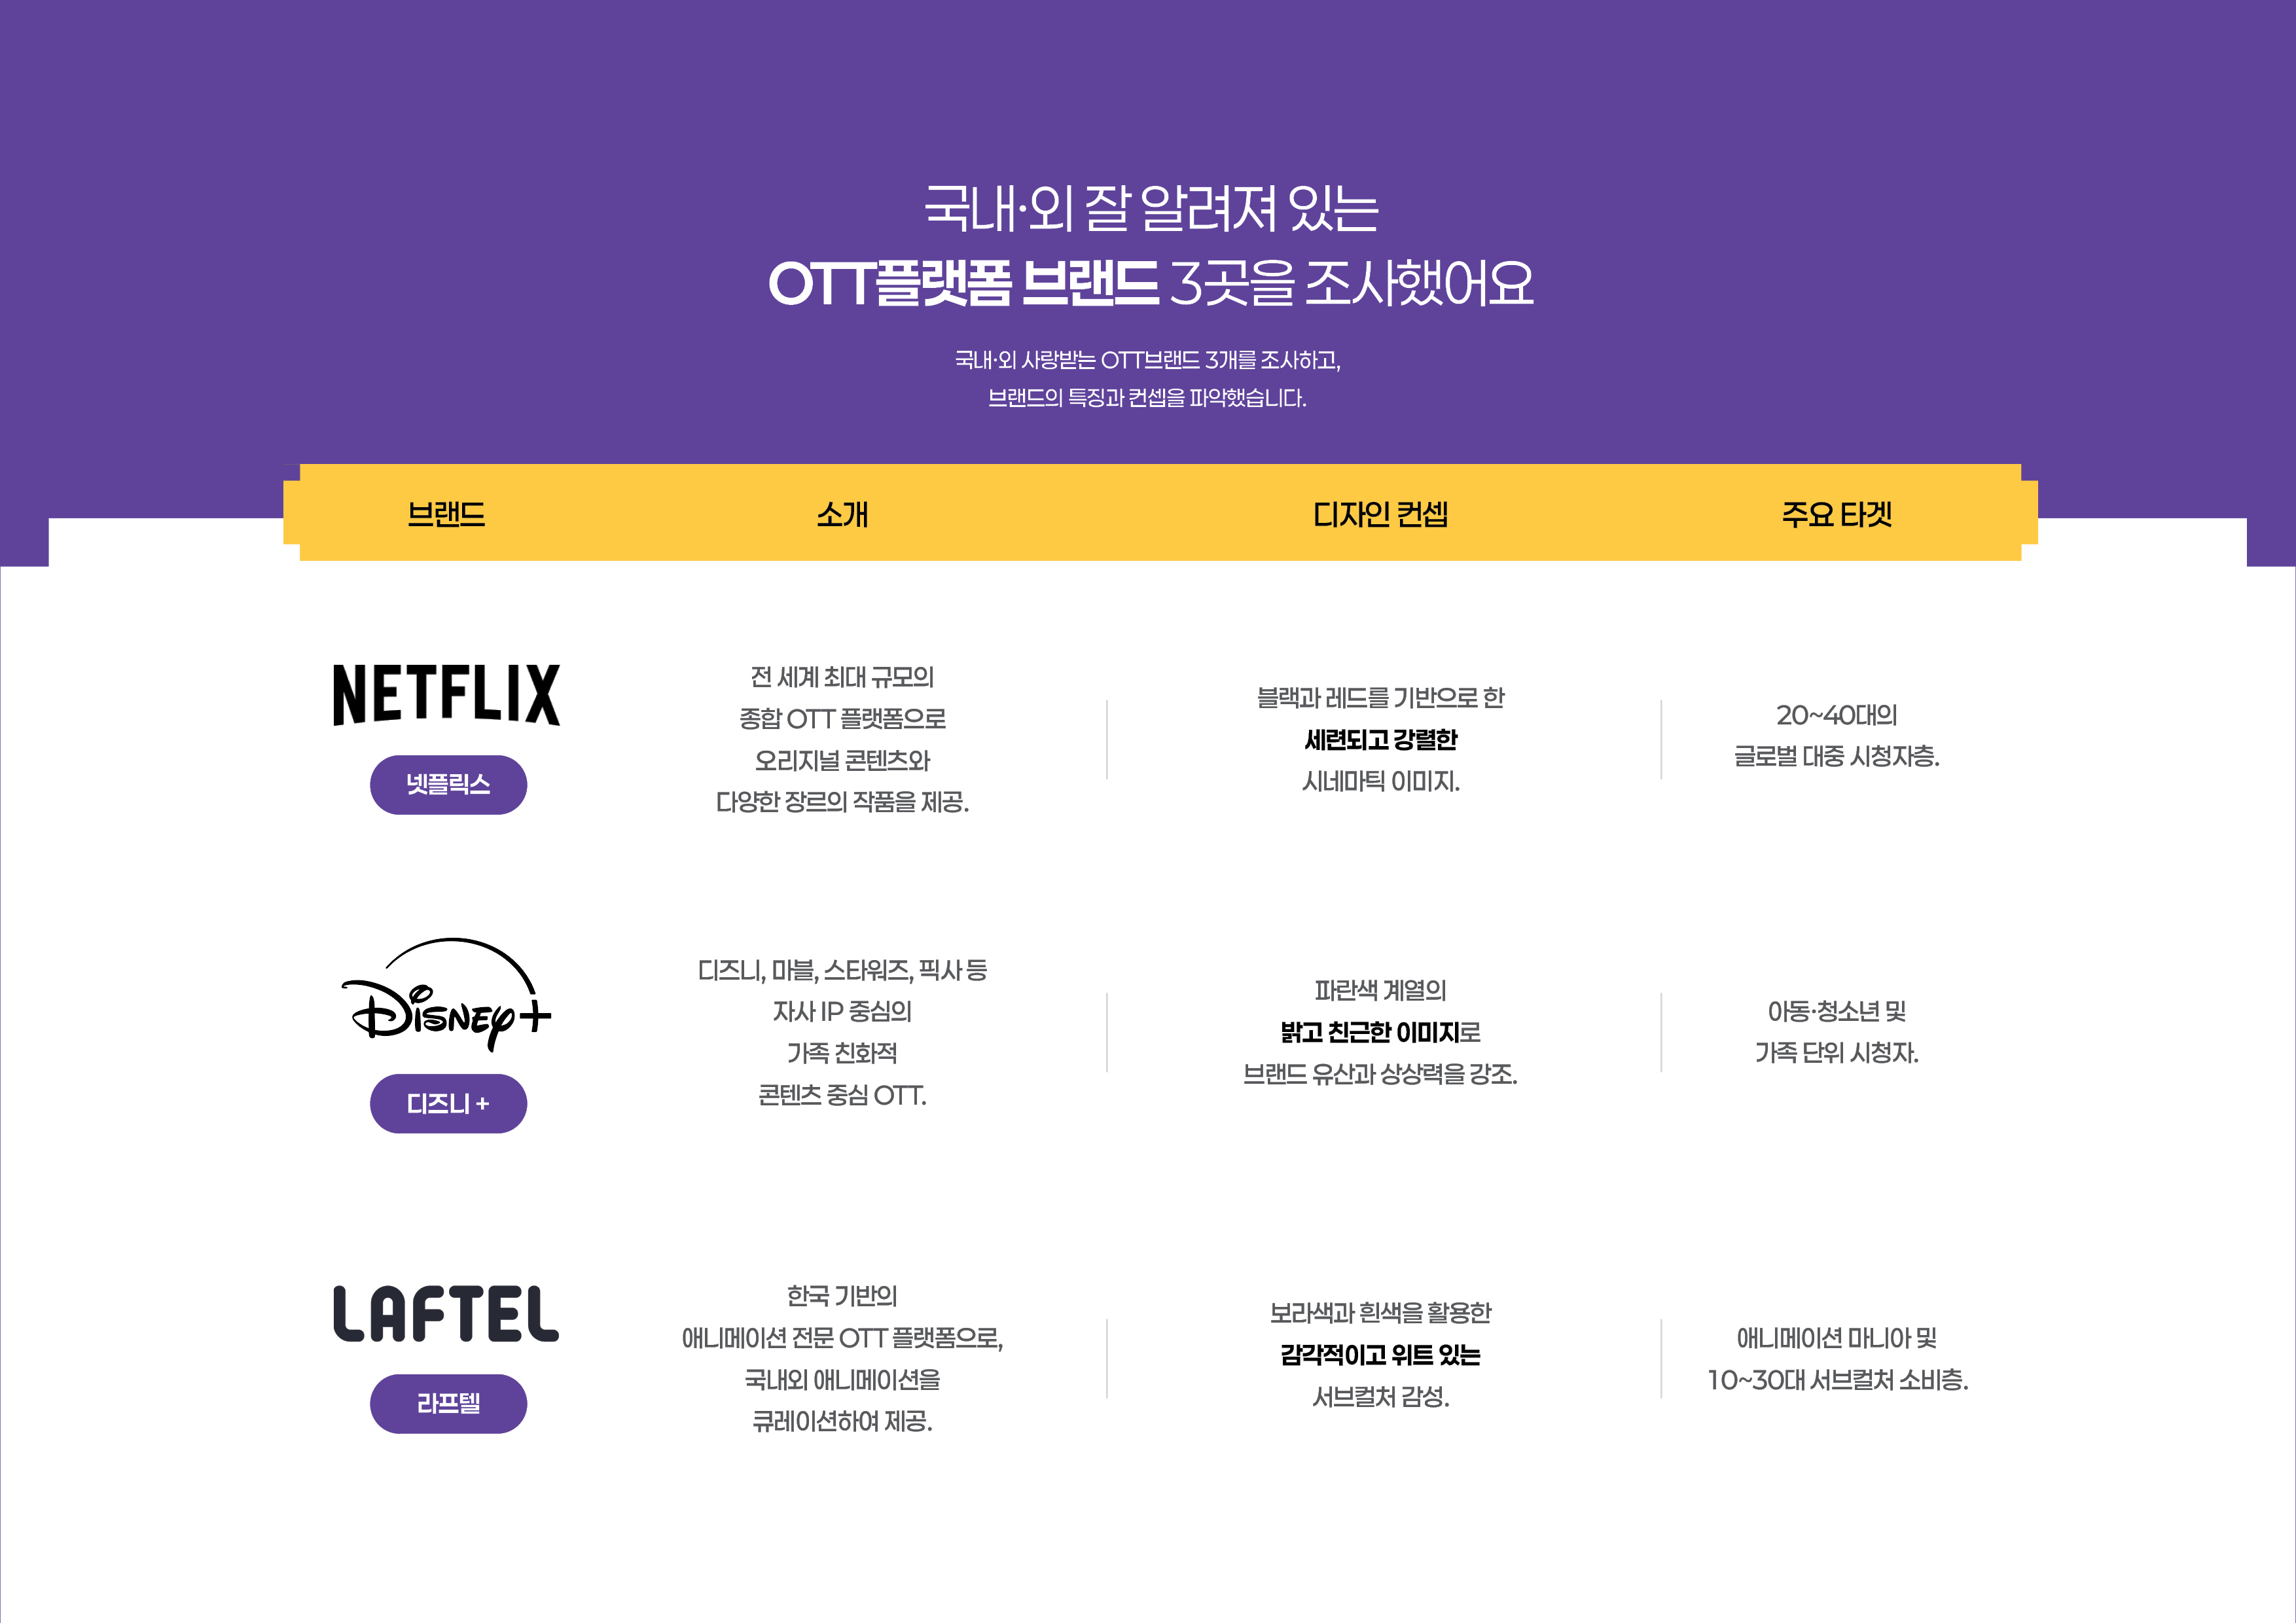 국내·외 잘 알려져 있는
OTT플랫폼 브랜드 3곳을 조사했어요
국내·외 사랑받는 OTT브랜드 3개를 조사하고,
브랜드의 특징과 컨셉을 파악했습니다.
브랜드 소개 디자인 컨셉 주요 타겟
NETFLIX
넷플릭스
전 세계 최대 규모의
종합 OTT 플랫폼으로
오리지널 콘텐츠와
다양한 장르의 작품을 제공.
블랙과 레드를 기반으로 한
세련되고 강렬한
시네마틱 이미지.
20~40대의
글로벌 대중 시청자층.
Disney+
디즈니 +
디즈니, 마블, 스타워즈, 픽사 등
자사 IP 중심의
가족 친화적
콘텐츠 중심 OTT.
파란색 계열의
밝고 친근한 이미지로
브랜드 유산과 상상력을 강조.
아동·청소년 및
가족 단위 시청자.
LAFTEL
라프텔
한국 기반의
애니메이션 전문 OTT 플랫폼으로,
국내외 애니메이션을
큐레이션하여 제공.
보라색과 흰색을 활용한
감각적이고 위트 있는
서브컬처 감성.
애니메이션 마니아 및
10~30대 서브컬처 소비층.